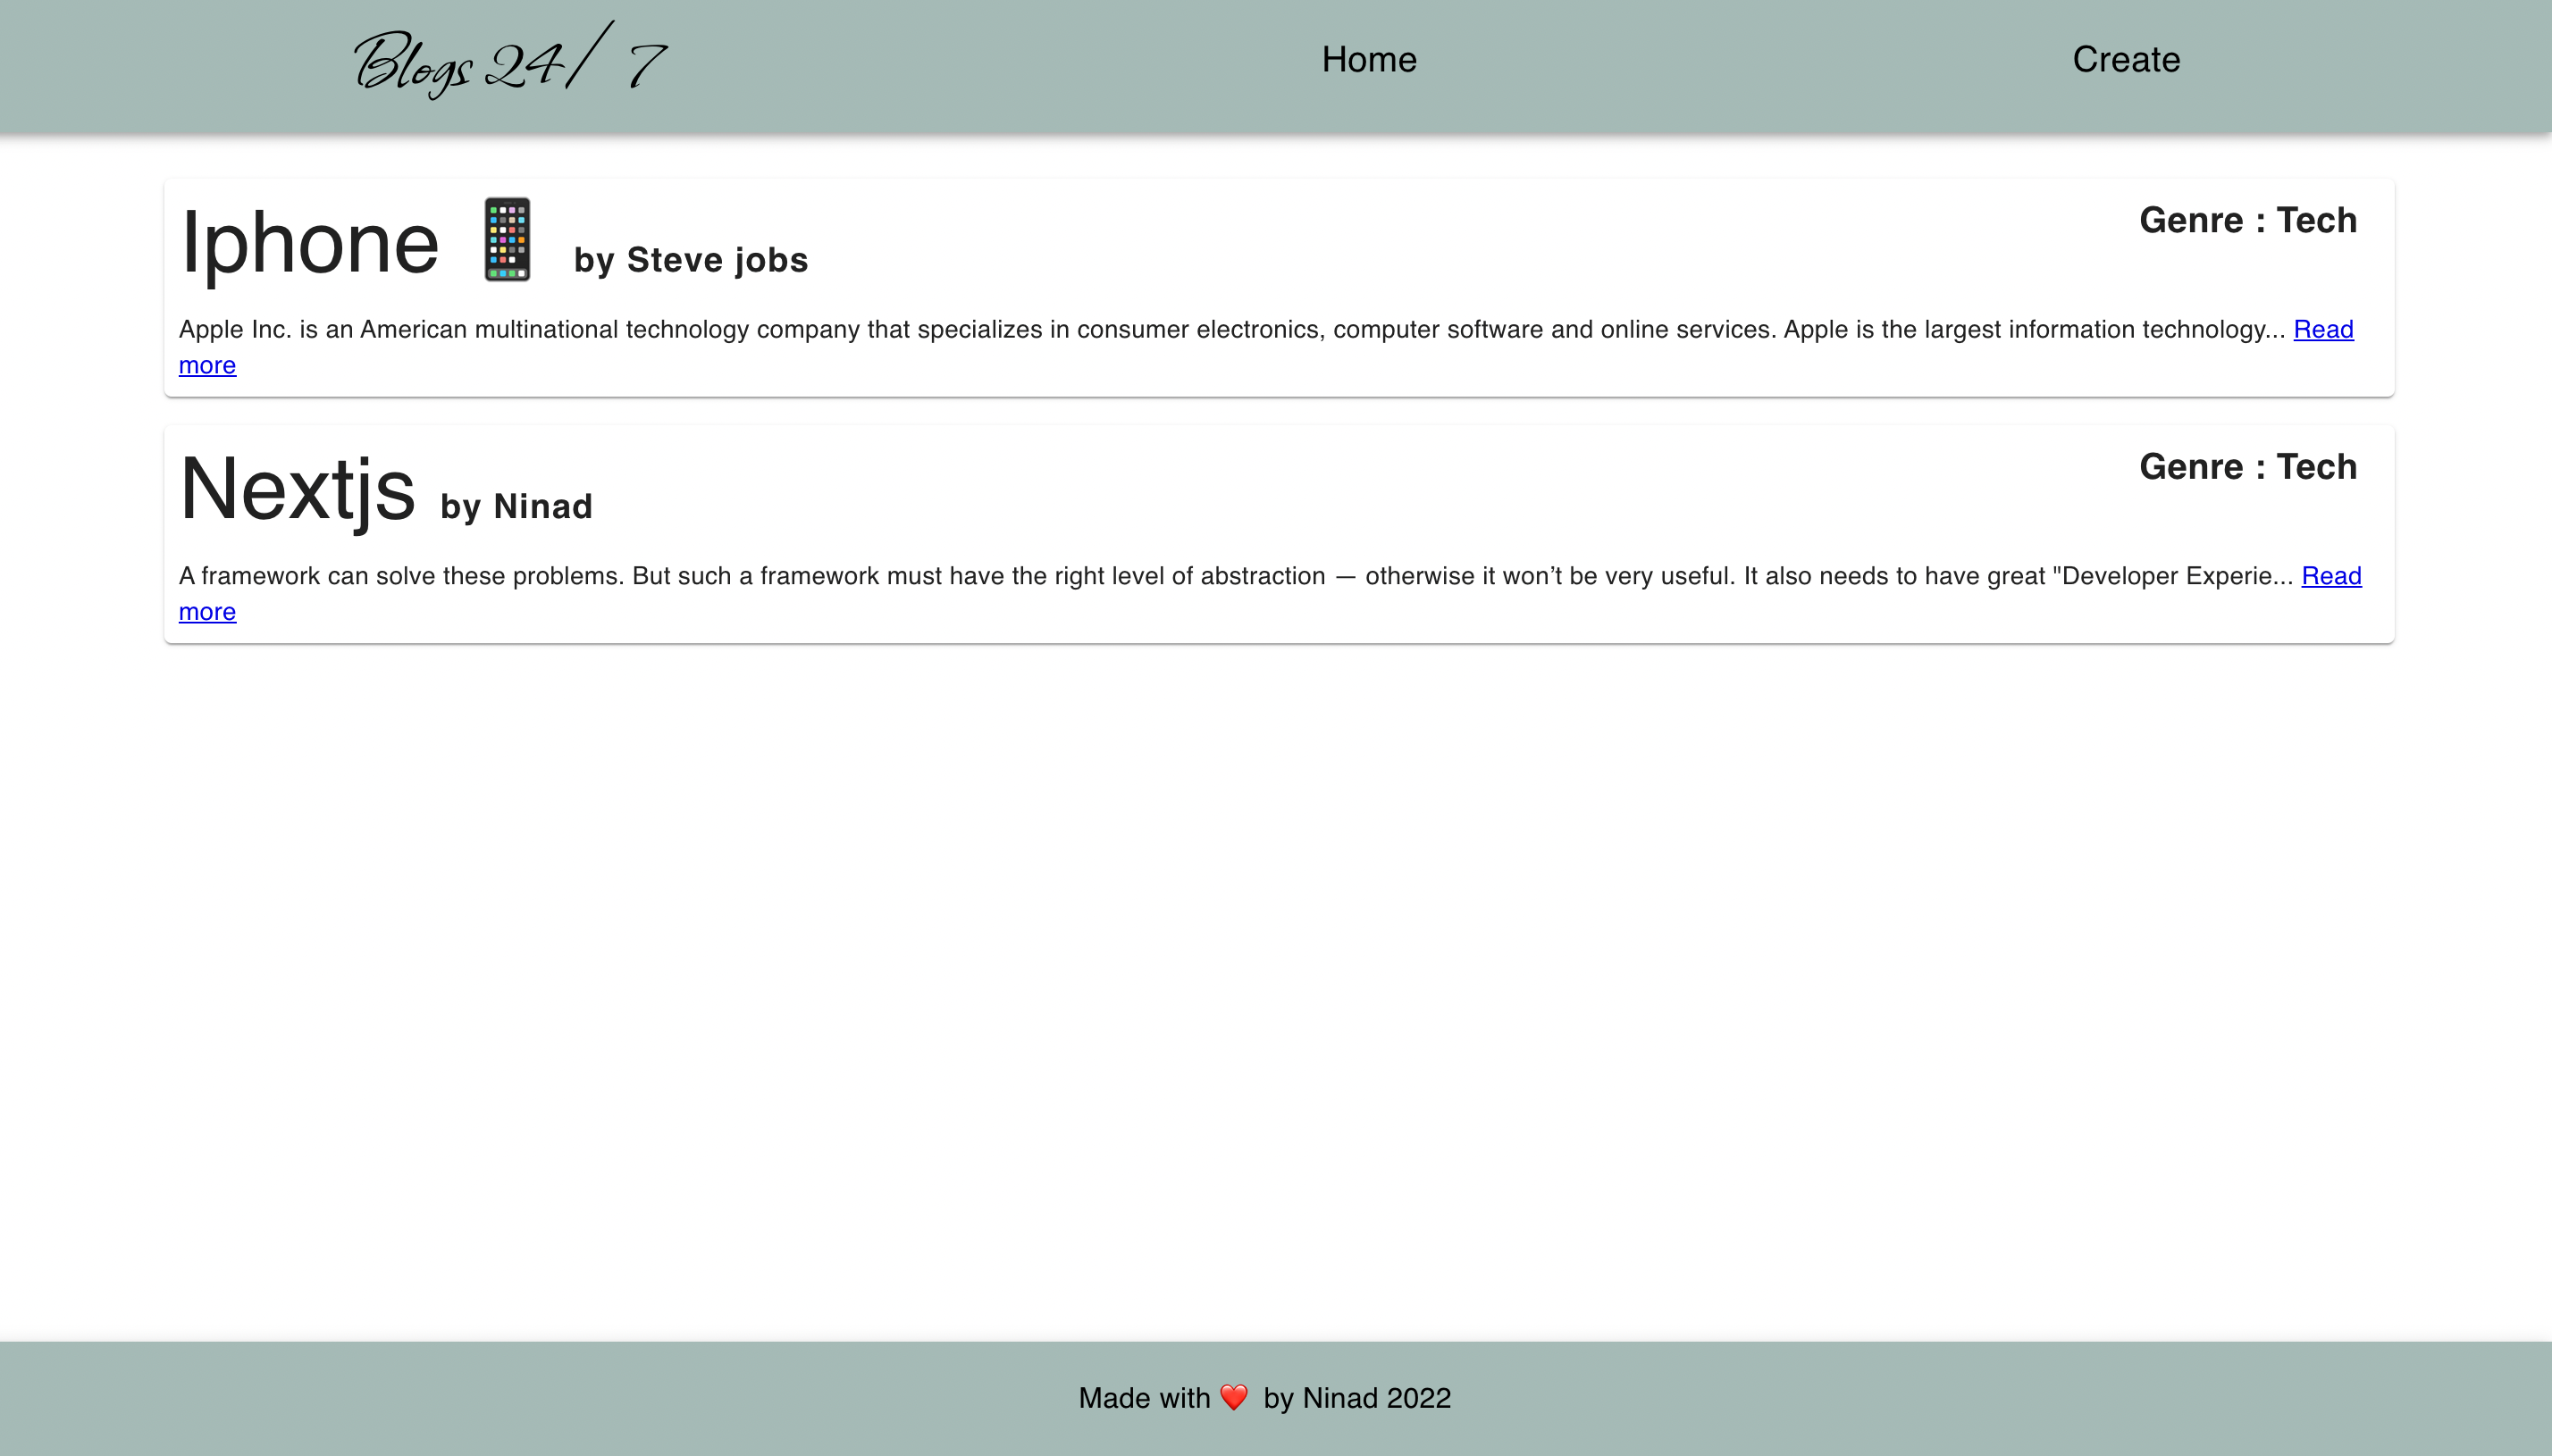 Blogs 24/ 7 Home Create
Iphone 📱 by Steve jobs Genre : Tech
Apple Inc. is an American multinational technology company that specializes in consumer electronics, computer software and online services. Apple is the largest information technology... Read
more
Nextjs by Ninad Genre : Tech
A framework can solve these problems. But such a framework must have the right level of abstraction — otherwise it won’t be very useful. It also needs to have great "Developer Experie... Read
more
Made with ❤️ by Ninad 2022